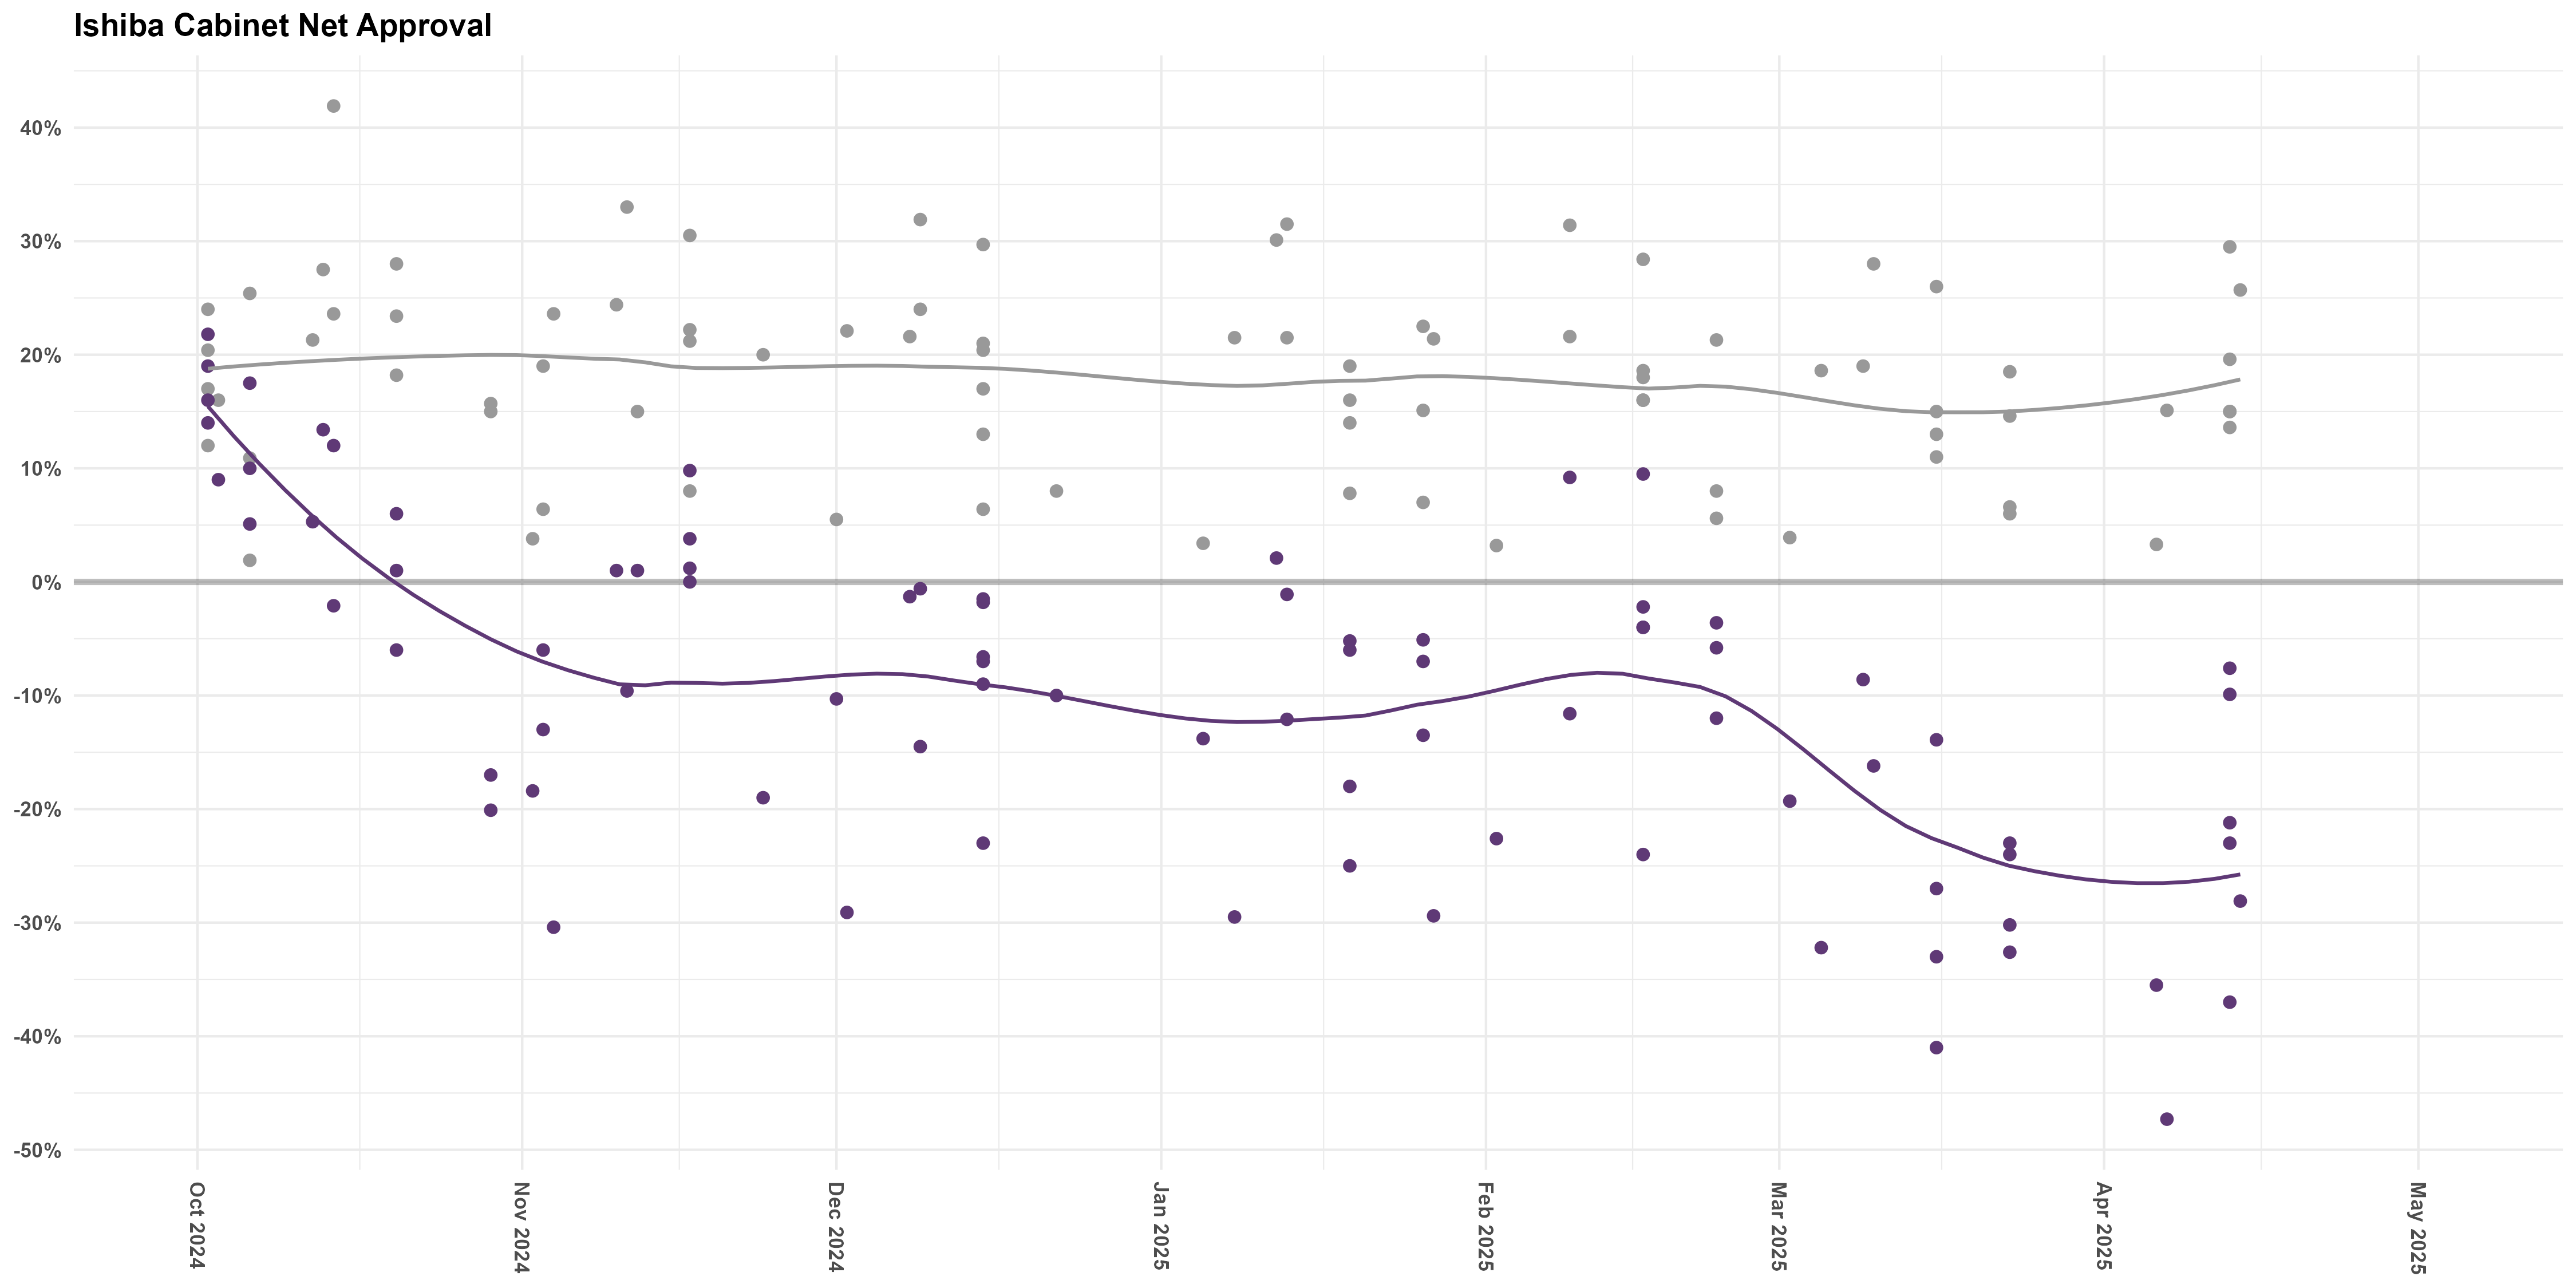 Ishiba Cabinet Net Approval
40%
30%
20%
10%
0%
-10%
-20%
-30%
-40%
-50%
Oct 2024
Nov 2024
Dec 2024
Jan 2025
Feb 2025
Mar 2025
Apr 2025
May 2025